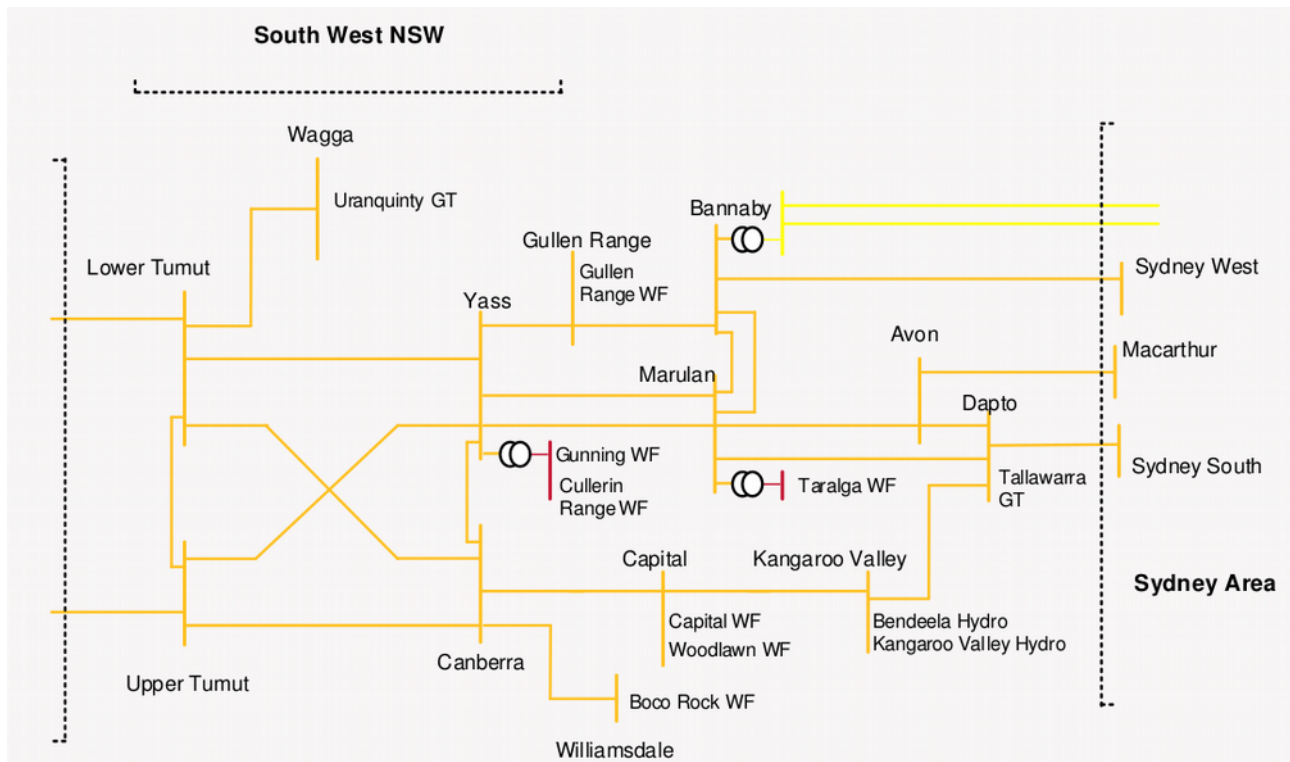 South West NSW
Wagga
Uranquinty GT
Bannaby
Gullen Range
Lower Tumut
Sydney West
Gullen
Range WF
Yass
Avon
Macarthur
Marulan
Dapto
Gunning WF
Sydney South
Cullerin
Range WF
Taralga WF
Tallawarra
GT
Capital
Kangaroo Valley
Sydney Area
Capital WF
Bendeela Hydro
Woodlawn WF
Kangaroo Valley Hydro
Canberra
Upper Tumut
Boco Rock WF
Williamsdale